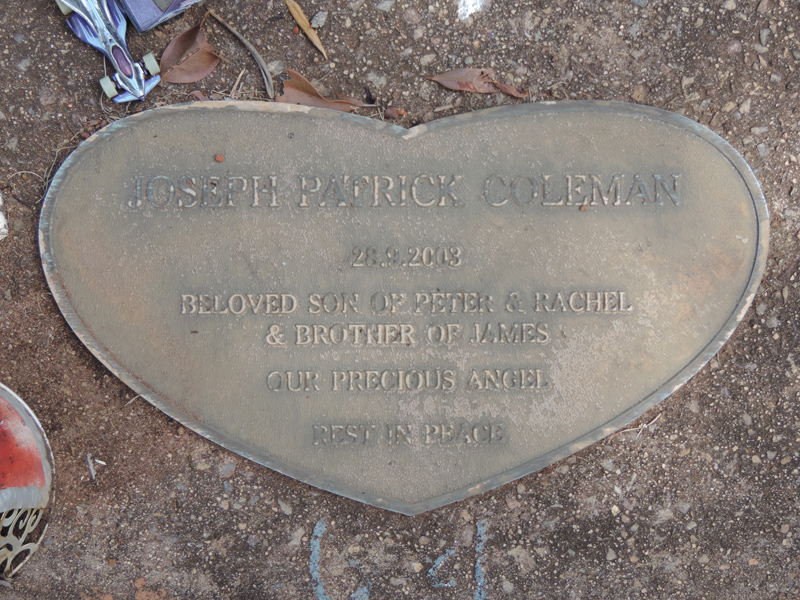 JOSEPH PATRICK COLEMAN
28.9.2003
BELOVED SON OF PETER & RACHEL
& BROTHER OF JAMES
OUR PRECIOUS ANGEL
REST IN PEACE